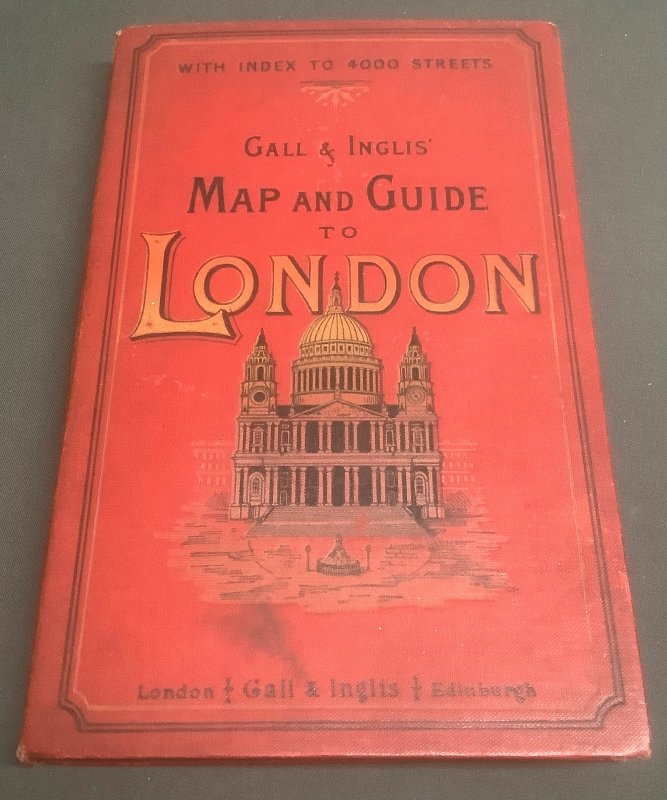 WITH INDEX TO 4000 STREETS
GALL & INGLIS'
MAP AND GUIDE
TO
LONDON
London Gall & Inglis Edinburgh